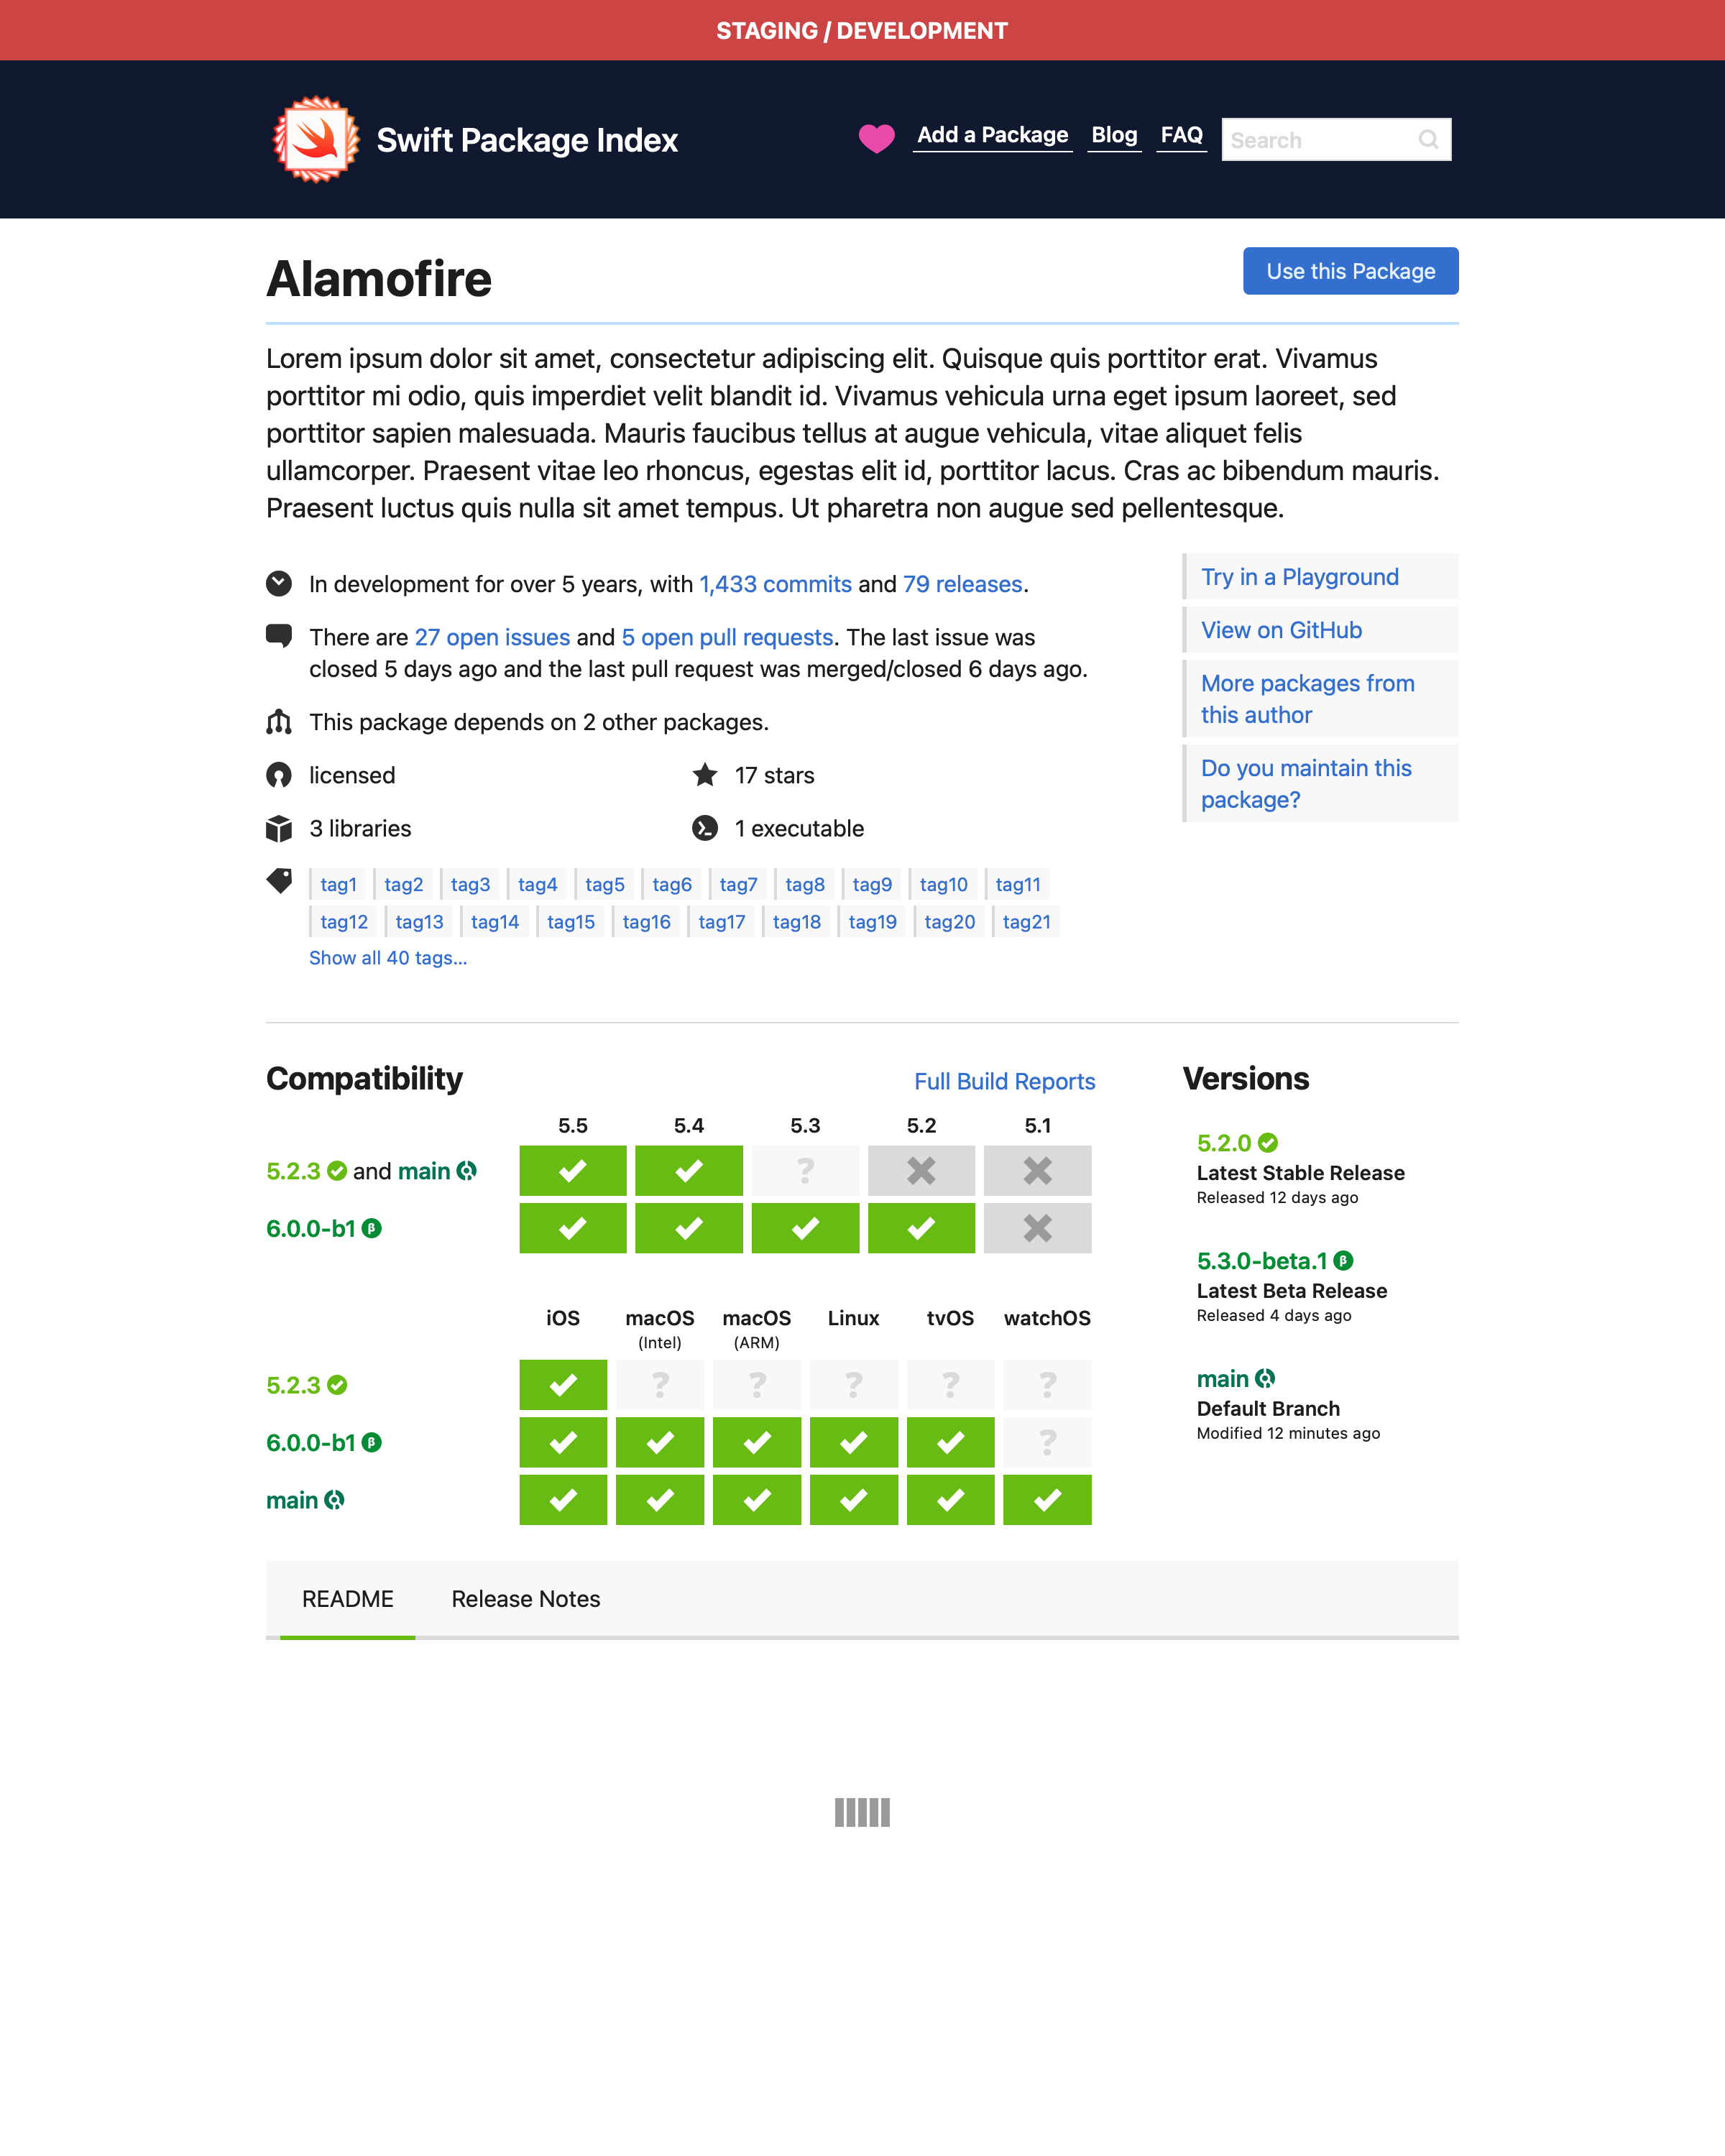 STAGING / DEVELOPMENT
Swift Package Index
Add a Package Blog FAQ Search
Alamofire
Use this Package
Lorem ipsum dolor sit amet, consectetur adipiscing elit. Quisque quis porttitor erat. Vivamus
porttitor mi odio, quis imperdiet velit blandit id. Vivamus vehicula urna eget ipsum laoreet, sed
porttitor sapien malesuada. Mauris faucibus tellus at augue vehicula, vitae aliquet felis
ullamcorper. Praesent vitae leo rhoncus, egestas elit id, porttitor lacus. Cras ac bibendum mauris.
Praesent luctus quis nulla sit amet tempus. Ut pharetra non augue sed pellentesque.
In development for over 5 years, with 1,433 commits and 79 releases.
There are 27 open issues and 5 open pull requests. The last issue was
closed 5 days ago and the last pull request was merged/closed 6 days ago.
This package depends on 2 other packages.
licensed
17 stars
3 libraries
1 executable
tag1 tag2 tag3 tag4 tag5 tag6 tag7 tag8 tag9 tag10 tag11
tag12 tag13 tag14 tag15 tag16 tag17 tag18 tag19 tag20 tag21
Show all 40 tags...
Try in a Playground
View on GitHub
More packages from
this author
Do you maintain this
package?
Compatibility
Full Build Reports
5.5 5.4 5.3 5.2 5.1
5.2.3 and main ?
6.0.0-b1 β
iOS macOS macOS Linux tvOS watchOS
(Intel) (ARM)
5.2.3 ? ? ? ? ?
6.0.0-b1 β ?
main
Versions
5.2.0
Latest Stable Release
Released 12 days ago
5.3.0-beta.1 β
Latest Beta Release
Released 4 days ago
main
Default Branch
Modified 12 minutes ago
README Release Notes